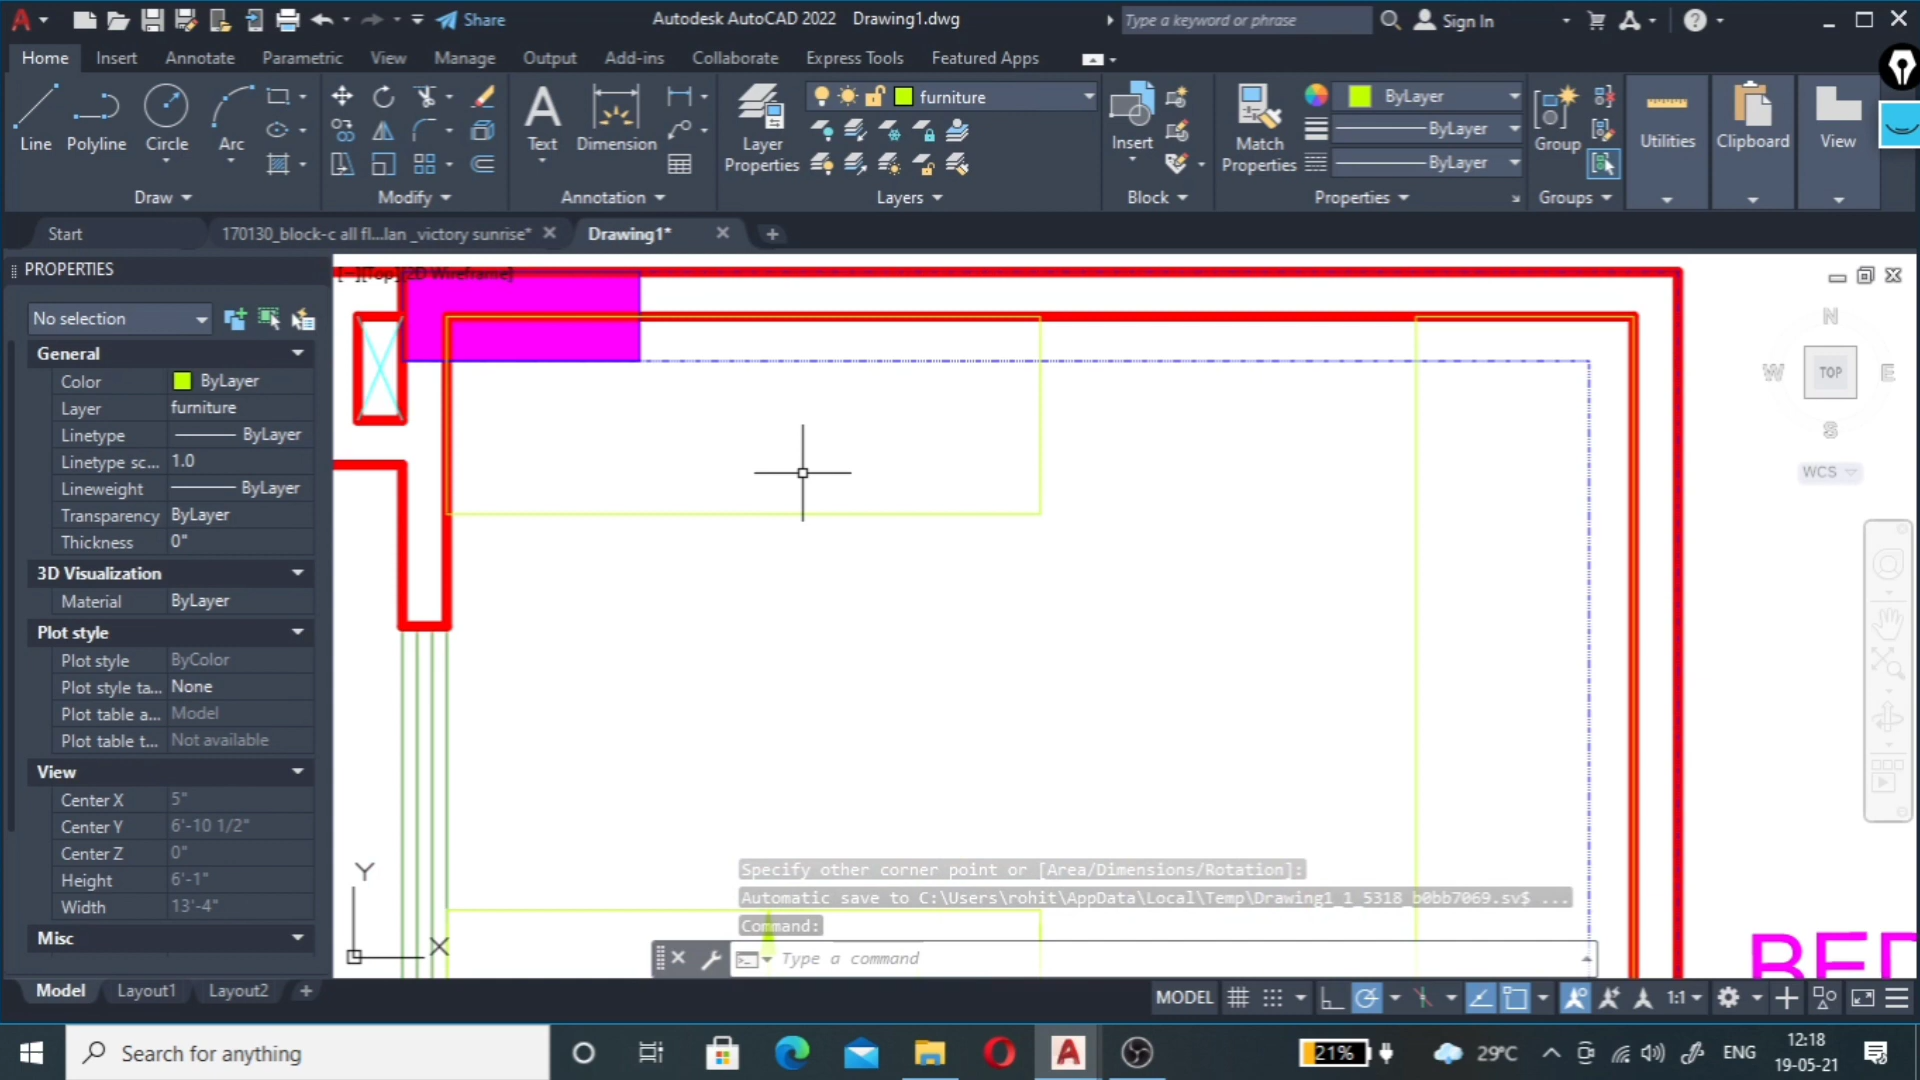 Share
Autodesk AutoCAD 2022 Drawing1.dwg
Type a keyword or phrase
Sign In
Home Insert Annotate Parametric View Manage Output Add-ins Collaborate Express Tools Featured Apps
furniture
ByLayer
ByLayer
ByLayer
Line Polyline Circle Arc
Text Dimension
Layer Properties
Insert
Match Properties
Group
Utilities
Clipboard
View
Draw Modify Annotation Layers Block Properties Groups
Start 170130_block-c all fl...lan _victory sunrise* Drawing1*
PROPERTIES
[−][Top][2D Wireframe]
No selection
General
Color ByLayer
Layer furniture
Linetype ByLayer
Linetype sc... 1.0
Lineweight ByLayer
Transparency ByLayer
Thickness 0"
3D Visualization
Material ByLayer
Plot style
Plot style ByColor
Plot style ta... None
Plot table a... Model
Plot table t... Not available
View
Center X 5"
Center Y 6'-10 1/2"
Center Z 0"
Height 6'-1"
Width 13'-4"
Misc
N
W TOP E
S
WCS
Y
X
BED
Specify other corner point or [Area/Dimensions/Rotation]:
Automatic save to C:\Users\rohit\AppData\Local\Temp\Drawing1_1_5318_b0bb7069.sv$ ...
Command:
Type a command
Model Layout1 Layout2
MODEL
1:1
Search for anything
21%
29°C
ENG
12:18
19-05-21